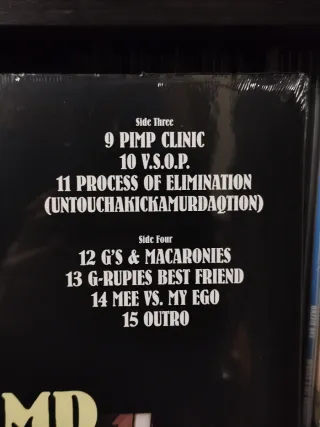 Side Three
9 PIMP CLINIC
10 V.S.O.P.
11 PROCESS OF ELIMINATION
(UNTOUCHAKICKAMURDAQTION)
Side Four
12 G'S & MACARONIES
13 G-RUPIES BEST FRIEND
14 MEE VS. MY EGO
15 OUTRO